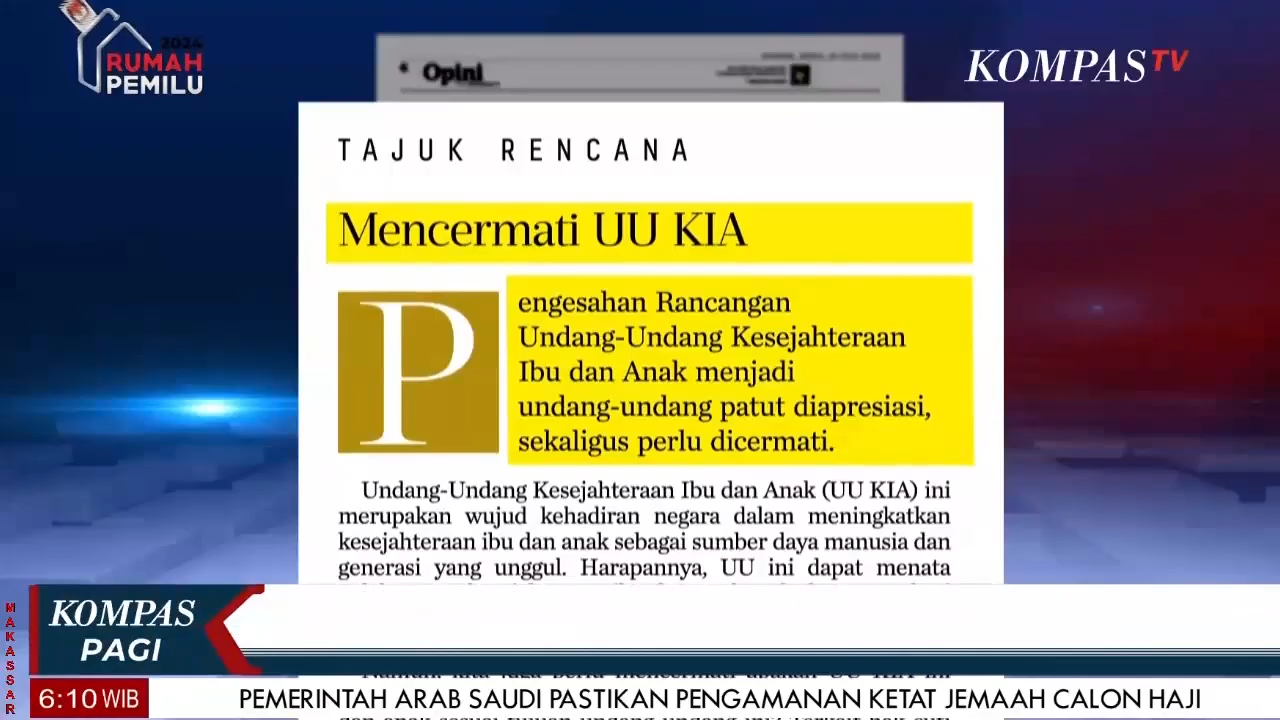 2024
RUMAH
PEMILU
KOMPAS TV
Opini
TAJUK RENCANA
Mencermati UU KIA
Pengesahan Rancangan
Undang-Undang Kesejahteraan
Ibu dan Anak menjadi
undang-undang patut diapresiasi,
sekaligus perlu dicermati.
Undang-Undang Kesejahteraan Ibu dan Anak (UU KIA) ini
merupakan wujud kehadiran negara dalam meningkatkan
kesejahteraan ibu dan anak sebagai sumber daya manusia dan
generasi yang unggul. Harapannya, UU ini dapat menata
KOMPAS
PAGI
MAKASSAR
6:10 WIB
PEMERINTAH ARAB SAUDI PASTIKAN PENGAMANAN KETAT JEMAAH CALON HAJI